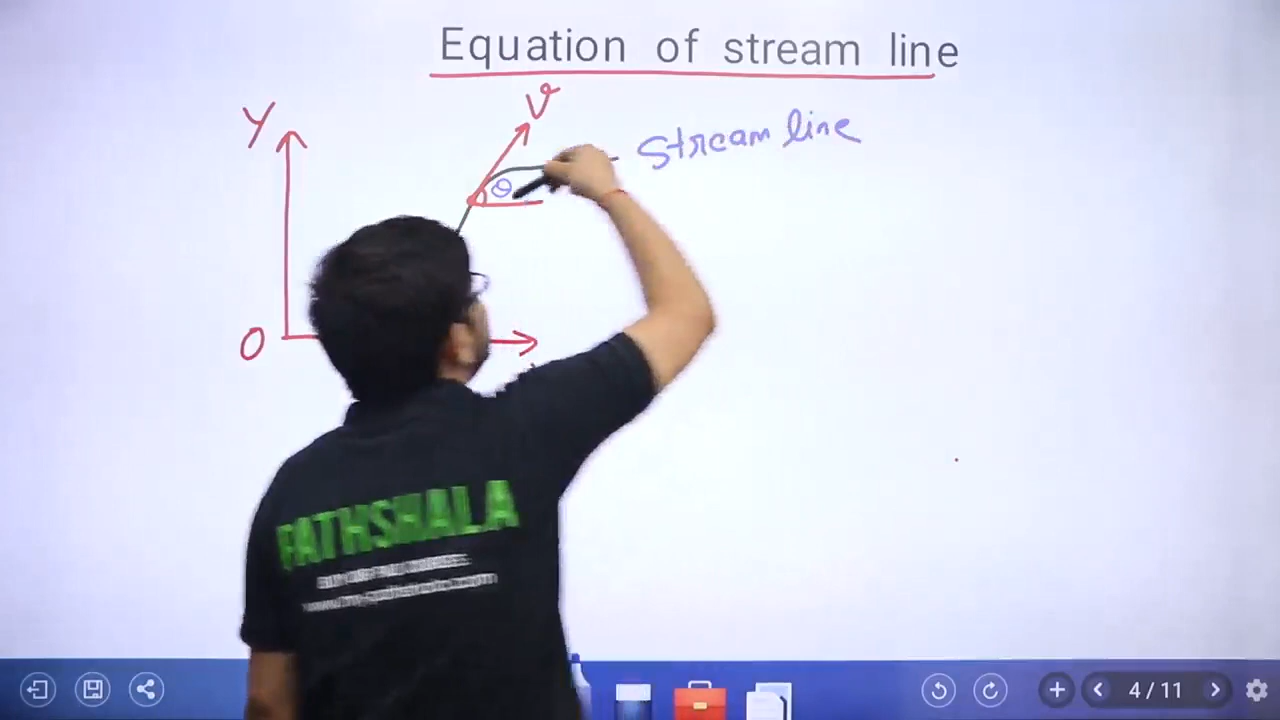 Equation of stream line
V
Y
Stream line
θ
O
PATHSHALA
4 / 11